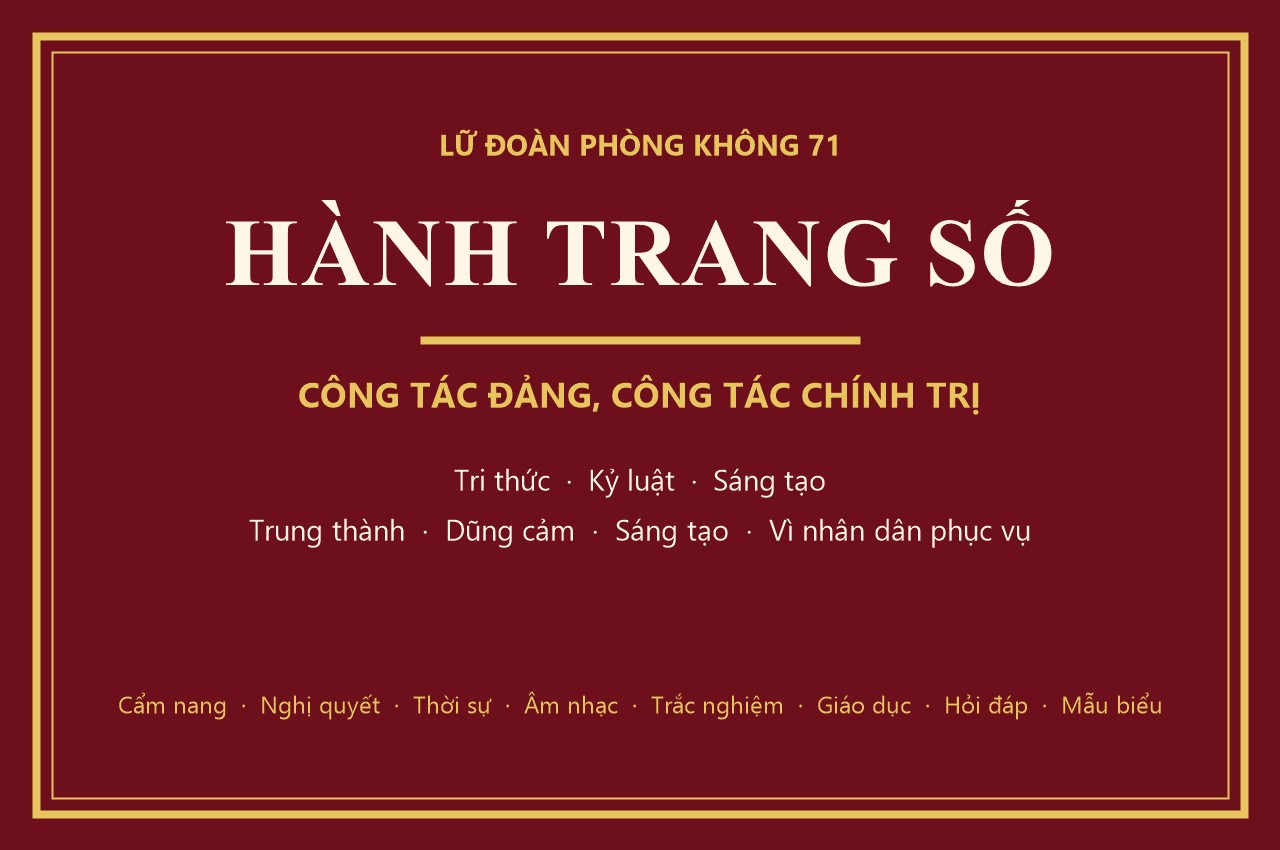 LỮ ĐOÀN PHÒNG KHÔNG 71
HÀNH TRANG SỐ
CÔNG TÁC ĐẢNG, CÔNG TÁC CHÍNH TRỊ
Tri thức · Kỷ luật · Sáng tạo
Trung thành · Dũng cảm · Sáng tạo · Vì nhân dân phục vụ
Cẩm nang · Nghị quyết · Thời sự · Âm nhạc · Trắc nghiệm · Giáo dục · Hỏi đáp · Mẫu biểu